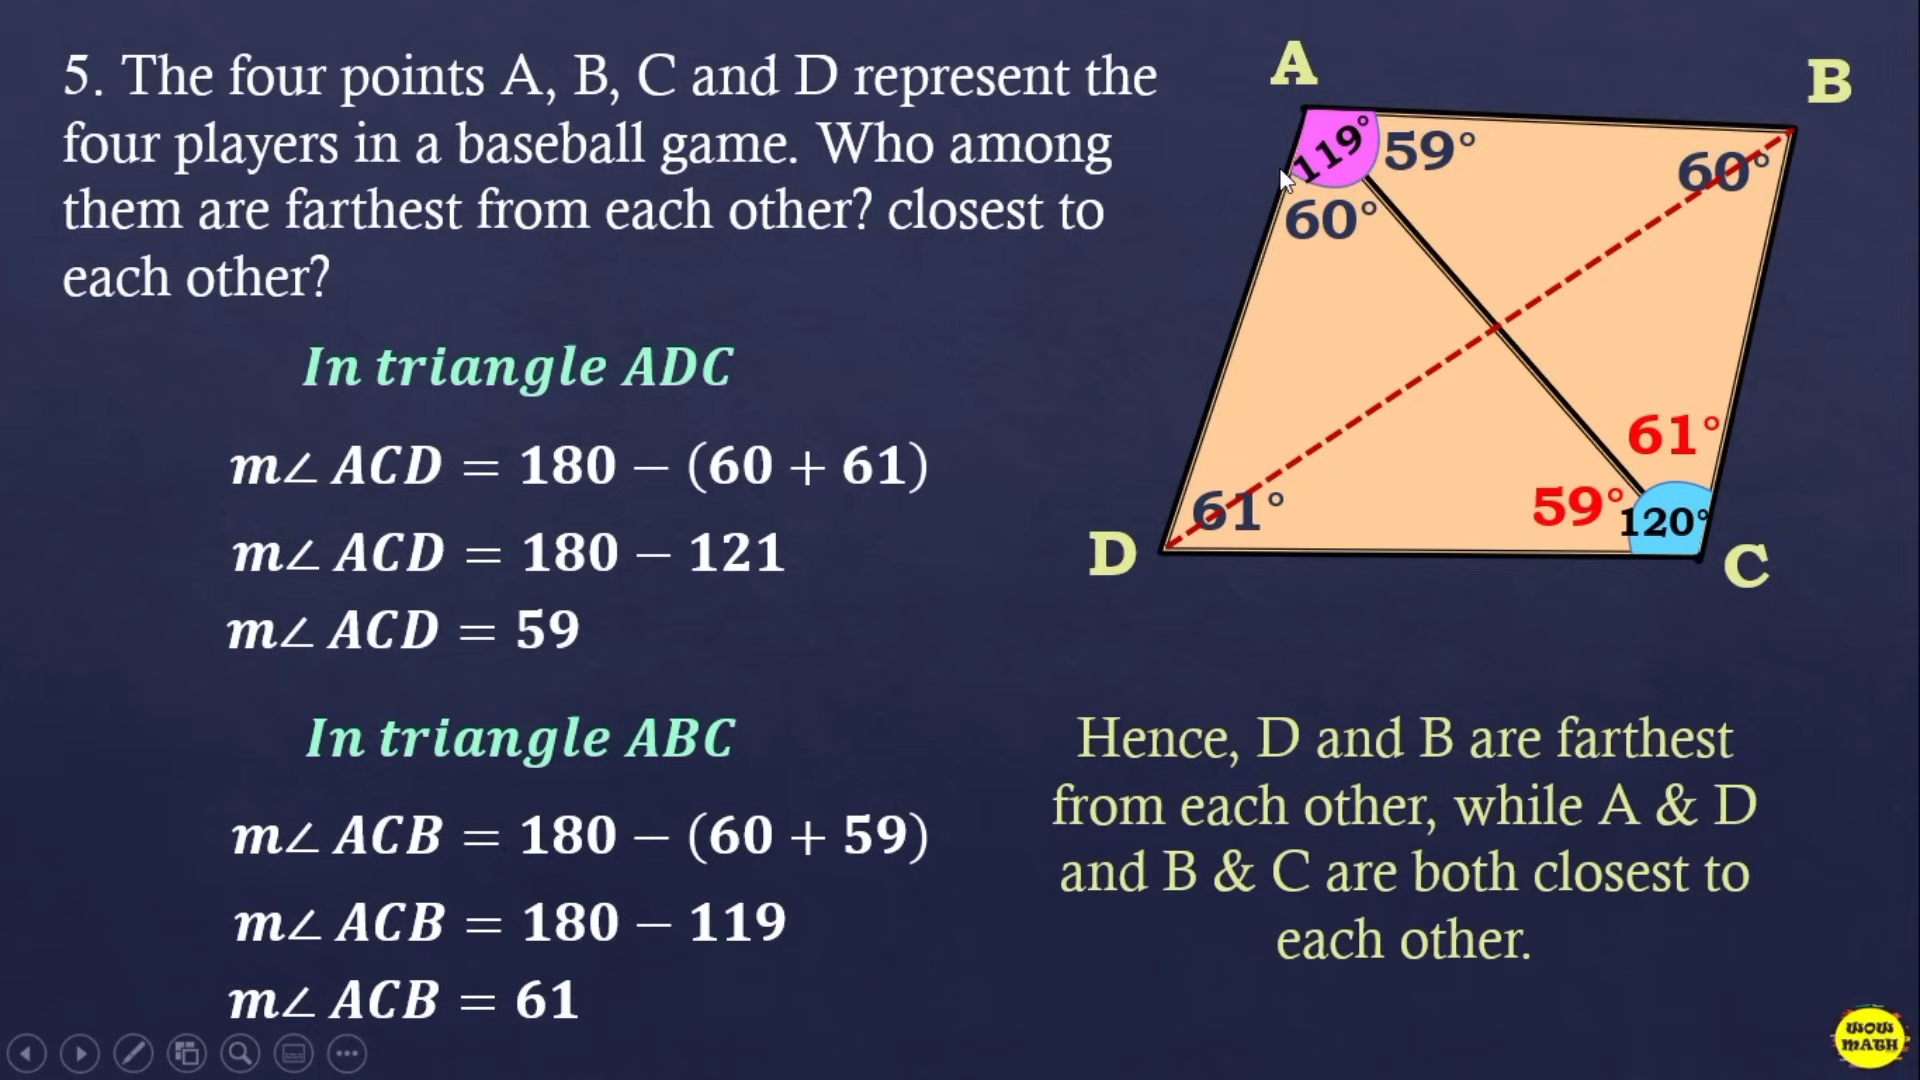 5. The four points A, B, C and D represent the
four players in a baseball game. Who among
them are farthest from each other? closest to
each other?
In triangle ADC
m∠ ACD = 180 − (60 + 61)
m∠ ACD = 180 − 121
m∠ ACD = 59
In triangle ABC
m∠ ACB = 180 − (60 + 59)
m∠ ACB = 180 − 119
m∠ ACB = 61
A
B
119°
59°
60°
60°
61°
61°
59°
120°
D
C
Hence, D and B are farthest
from each other, while A & D
and B & C are both closest to
each other.
WOW
MATH